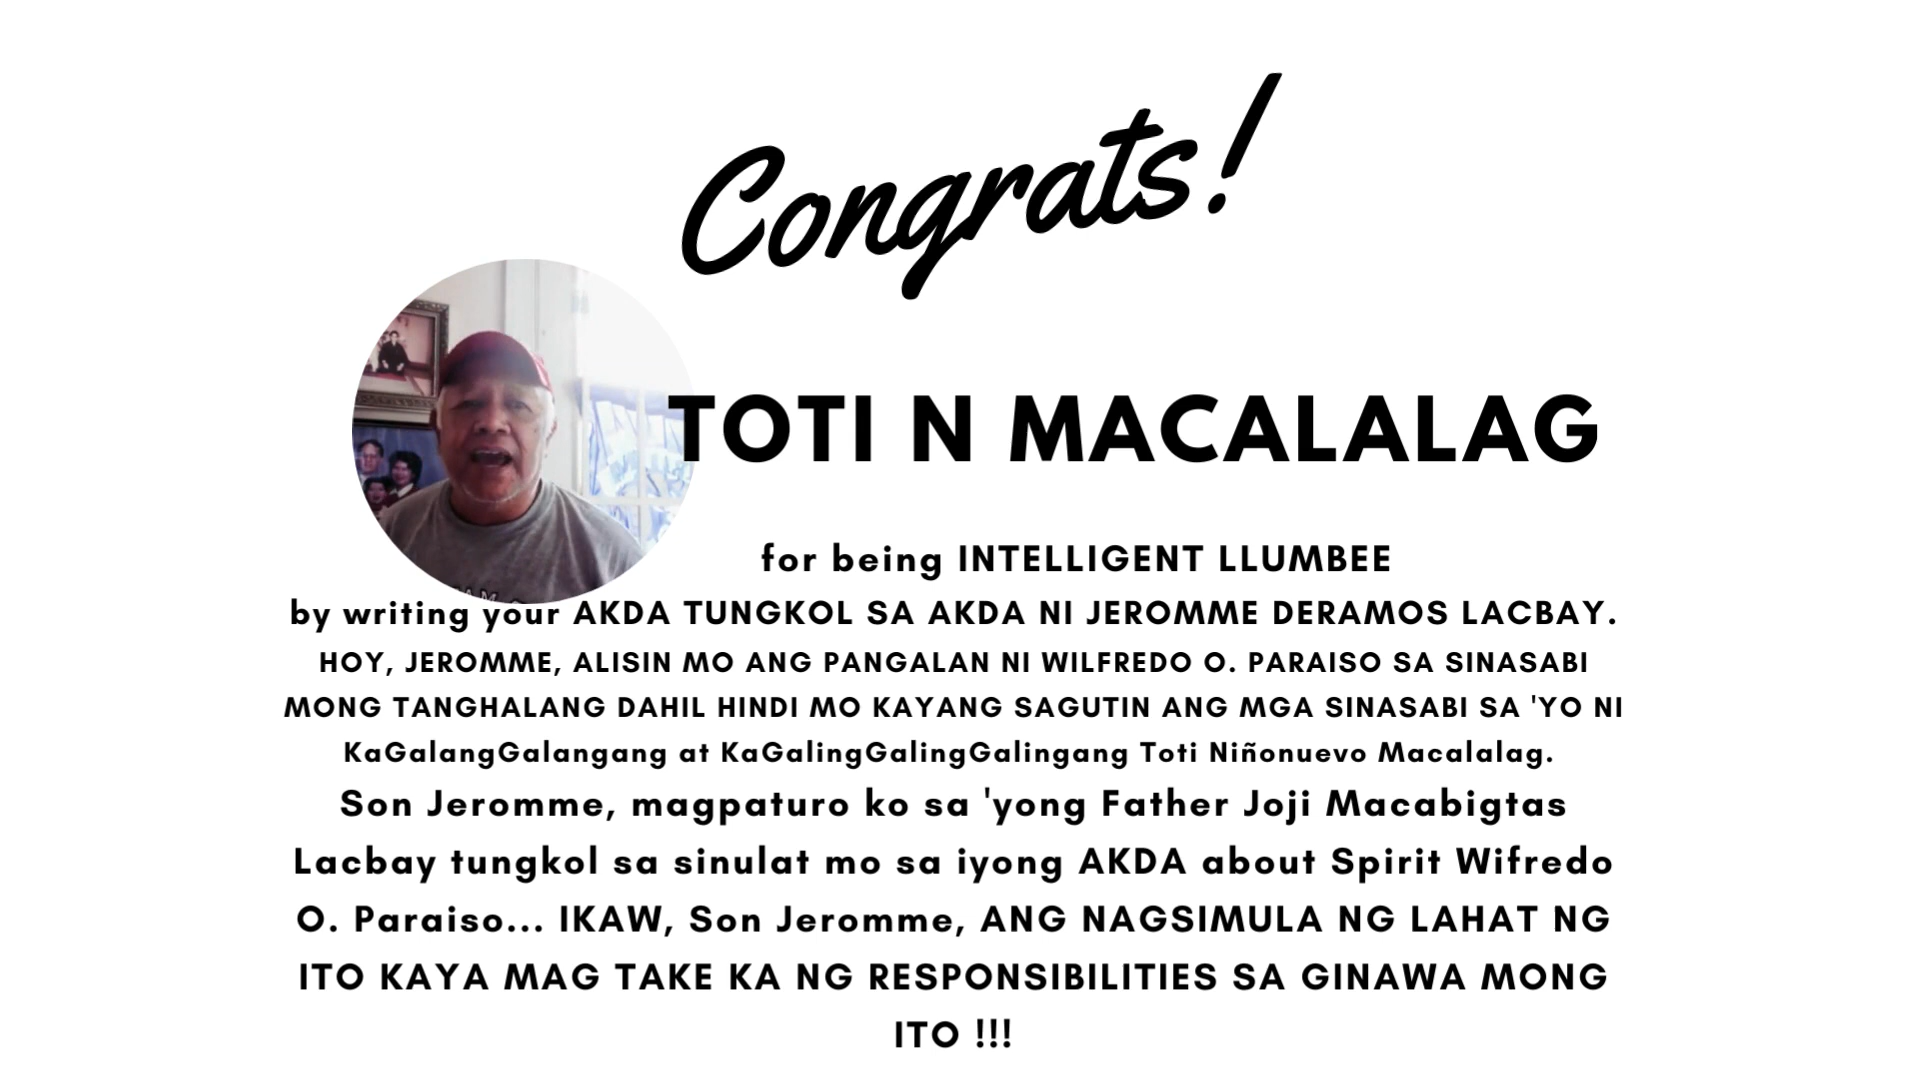 Congrats!
TOTI N MACALALAG
for being INTELLIGENT LLUMBEE
by writing your AKDA TUNGKOL SA AKDA NI JEROMME DERAMOS LACBAY.
HOY, JEROMME, ALISIN MO ANG PANGALAN NI WILFREDO O. PARAISO SA SINASABI
MONG TANGHALANG DAHIL HINDI MO KAYANG SAGUTIN ANG MGA SINASABI SA 'YO NI
KaGalangGalangang at KaGalingGalingGalingang Toti Niñonuevo Macalalag.
Son Jeromme, magpaturo ko sa 'yong Father Joji Macabigtas
Lacbay tungkol sa sinulat mo sa iyong AKDA about Spirit Wifredo
O. Paraiso... IKAW, Son Jeromme, ANG NAGSIMULA NG LAHAT NG
ITO KAYA MAG TAKE KA NG RESPONSIBILITIES SA GINAWA MONG
ITO !!!